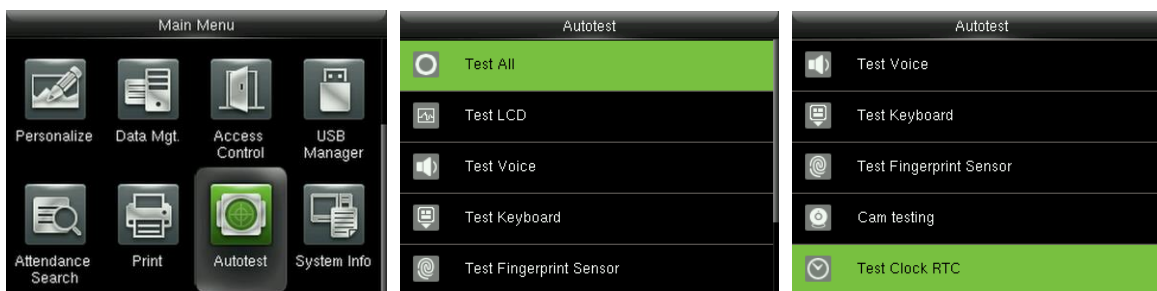 Main Menu
Personalize
Data Mgt.
Access
Control
USB
Manager
Attendance
Search
Print
Autotest
System Info
Autotest
Test All
Test LCD
Test Voice
Test Keyboard
Test Fingerprint Sensor
Autotest
Test Voice
Test Keyboard
Test Fingerprint Sensor
Cam testing
Test Clock RTC